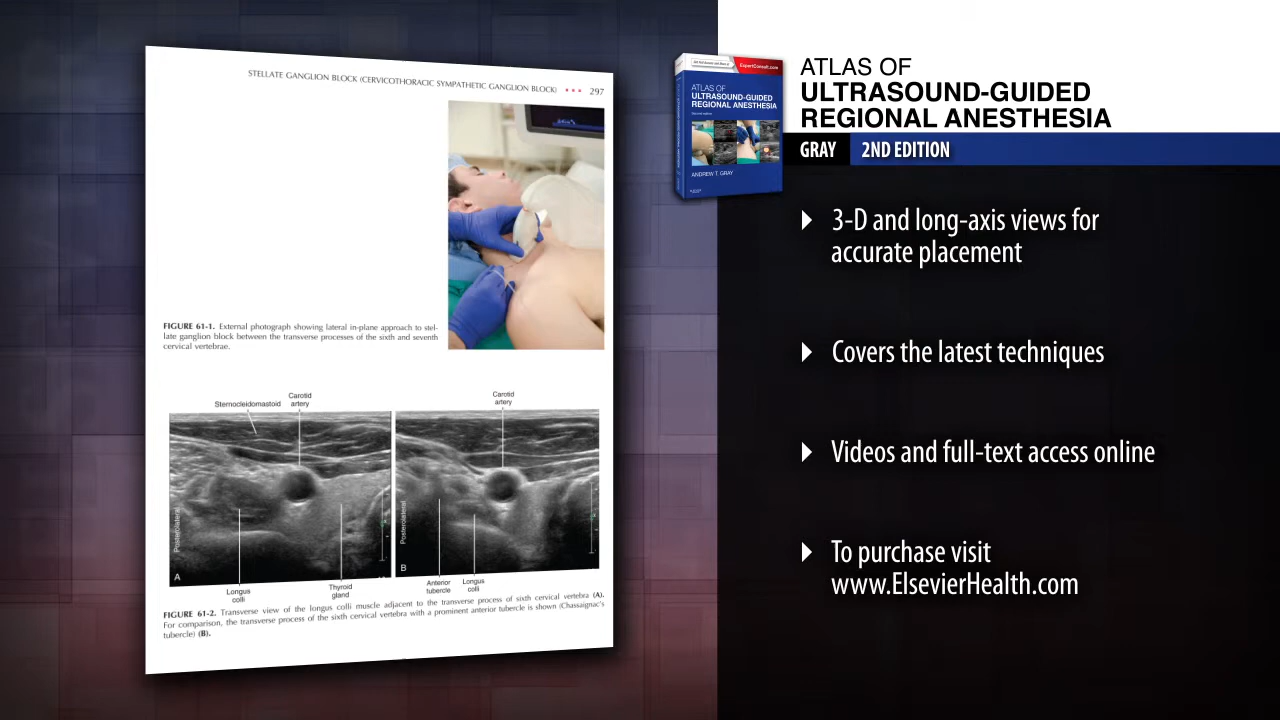 STELLATE GANGLION BLOCK (CERVICOTHORACIC SYMPATHETIC GANGLION BLOCK) ••• 297
FIGURE 61-1. External photograph showing lateral in-plane approach to stel-
late ganglion block between the transverse processes of the sixth and seventh
cervical vertebrae.
Sternocleidomastoid
Carotid
artery
Posterolateral
A
Longus
colli
Thyroid
gland
Carotid
artery
Posterolateral
B
Anterior
tubercle
Longus
colli
FIGURE 61-2. Transverse view of the longus colli muscle adjacent to the transverse process of sixth cervical vertebra (A).
For comparison, the transverse process of the sixth cervical vertebra with a prominent anterior tubercle is shown (Chassaignac's
tubercle) (B).
ExpertConsult.com
ATLAS OF
ULTRASOUND-GUIDED
REGIONAL ANESTHESIA
ANDREW T. GRAY
ATLAS OF
ULTRASOUND-GUIDED
REGIONAL ANESTHESIA
GRAY 2ND EDITION
3-D and long-axis views for
accurate placement
Covers the latest techniques
Videos and full-text access online
To purchase visit
www.ElsevierHealth.com